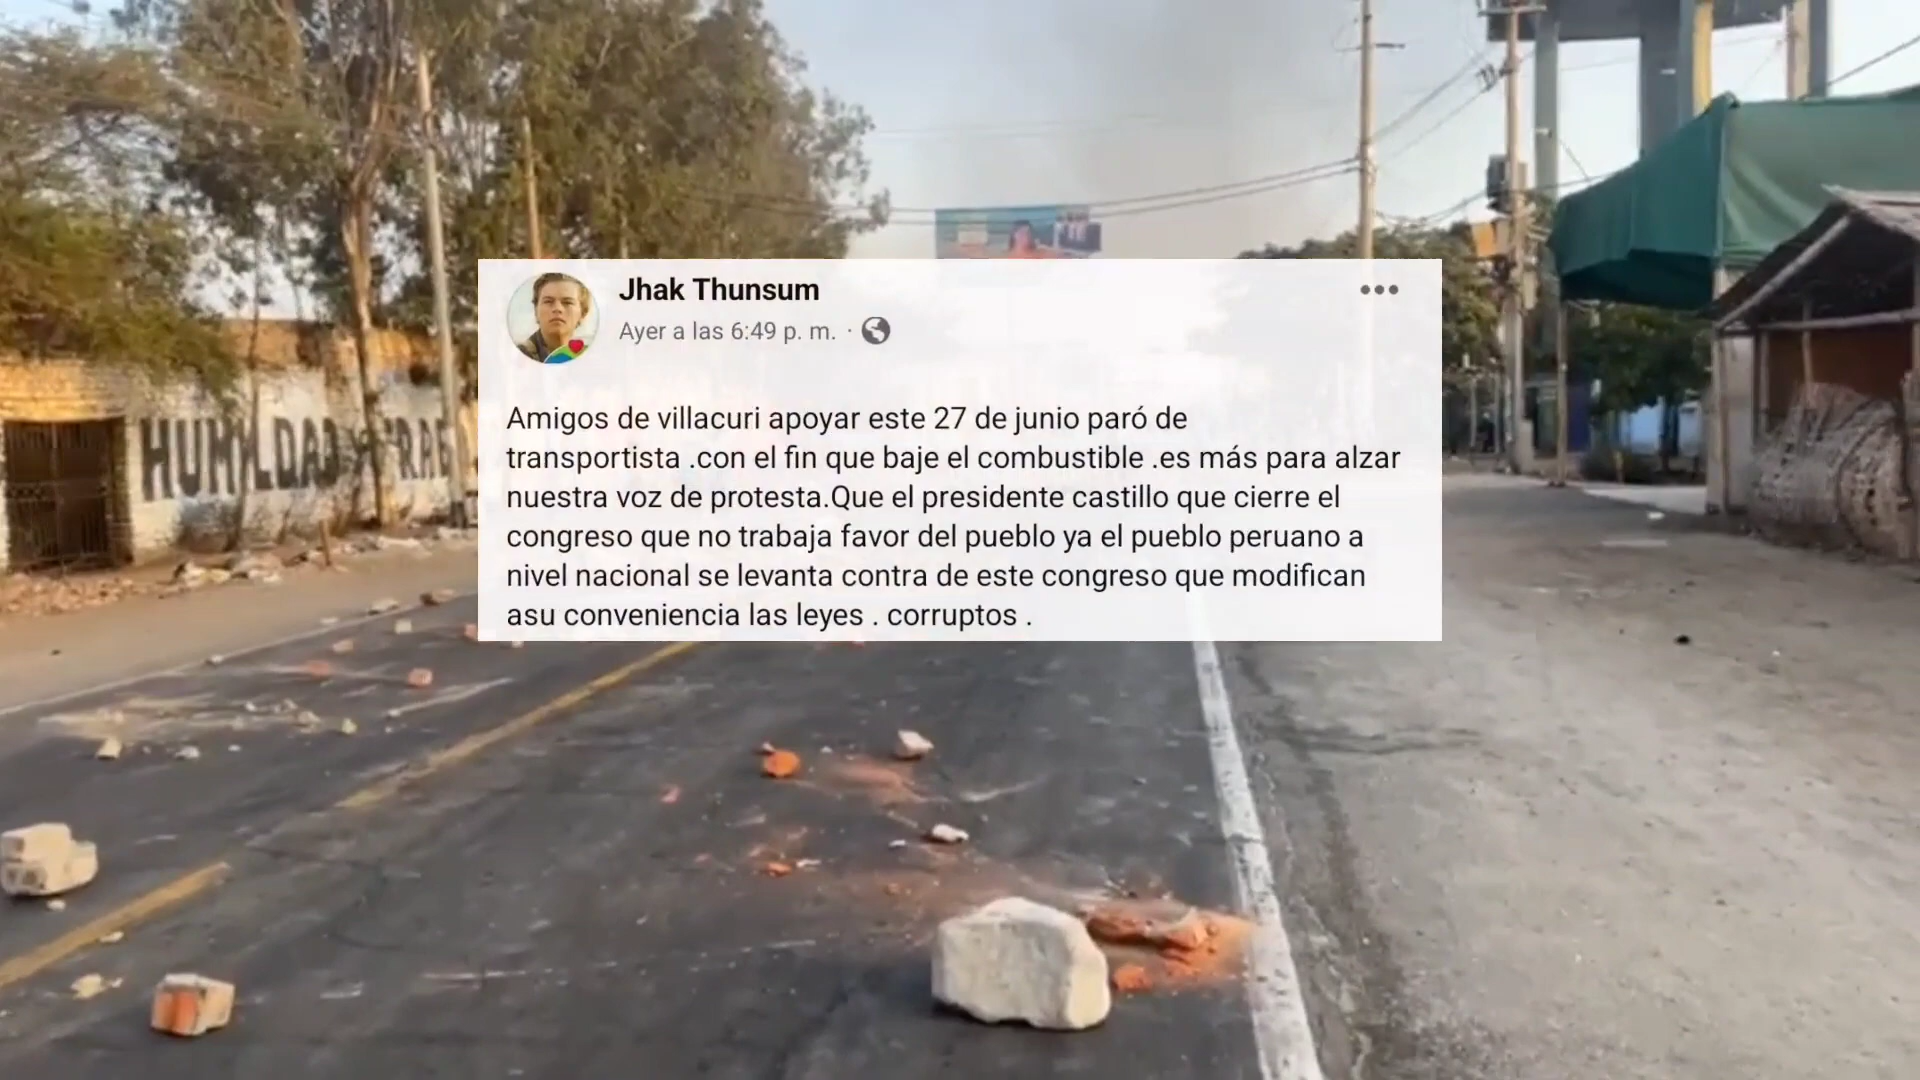 Jhak Thunsum
Ayer a las 6:49 p. m. ·
Amigos de villacuri apoyar este 27 de junio paró de
transportista .con el fin que baje el combustible .es más para alzar
nuestra voz de protesta.Que el presidente castillo que cierre el
congreso que no trabaja favor del pueblo ya el pueblo peruano a
nivel nacional se levanta contra de este congreso que modifican
asu conveniencia las leyes . corruptos .